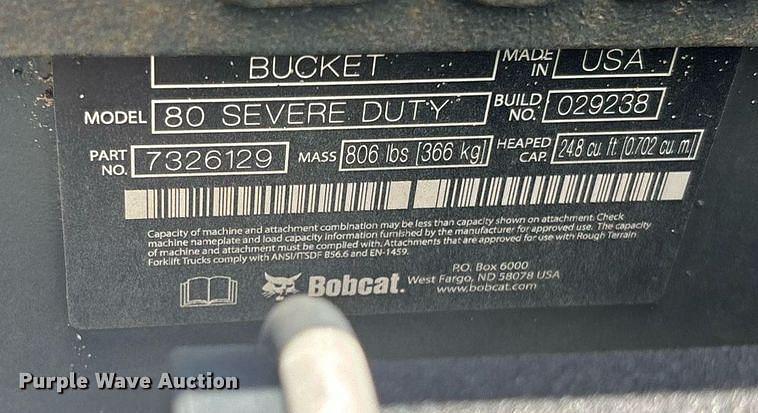 BUCKET MADE IN USA
MODEL 80 SEVERE DUTY BUILD NO. 029238
PART NO. 7326129 MASS 806 lbs [366 kg] HEAPED CAP. 24.8 cu. ft. [0.702 cu. m.]
Capacity of machine and attachment combination may be less than capacity shown on attachment. Check
machine nameplate and load capacity information furnished by the manufacturer for approved use. The capacity
of machine and attachment must be complied with. Attachments that are approved for use with Rough Terrain
Forklift Trucks comply with ANSI/ITSDF B56.6 and EN-1459.
Bobcat.
P.O. Box 6000
West Fargo, ND 58078 USA
www.bobcat.com
Purple Wave Auction